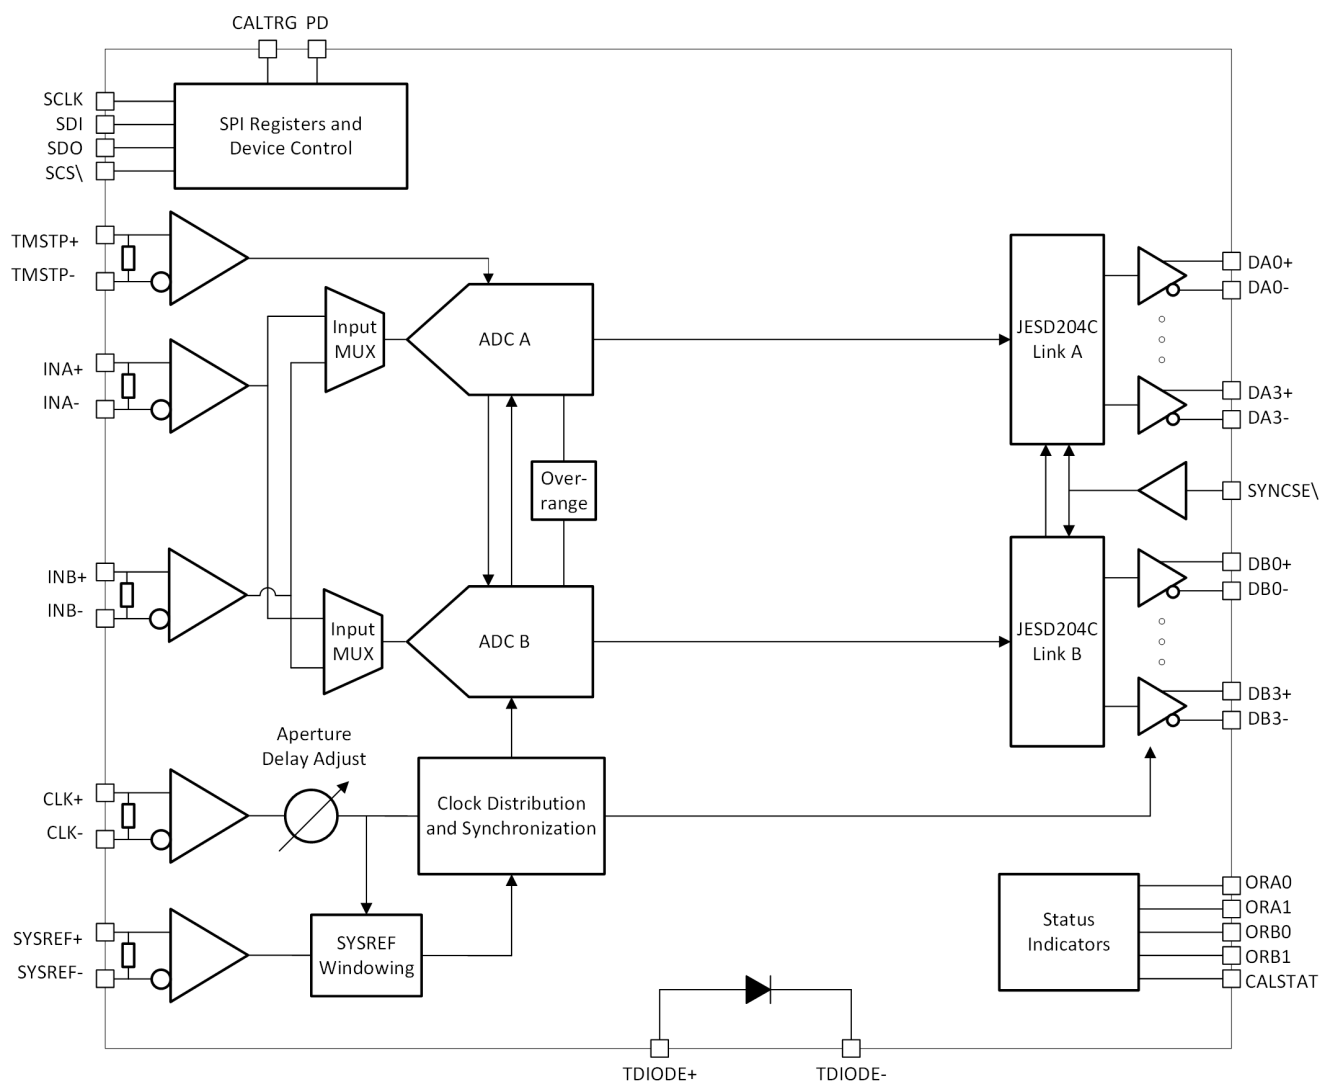 CALTRG PD
SCLK
SDI
SDO
SCS\
SPI Registers and
Device Control
TMSTP+
TMSTP-
INA+
INA-
Input
MUX
ADC A
JESD204C
Link A
DA0+
DA0-
DA3+
DA3-
Over-
range
SYNCSE\
INB+
INB-
Input
MUX
ADC B
JESD204C
Link B
DB0+
DB0-
DB3+
DB3-
Aperture
Delay Adjust
CLK+
CLK-
Clock Distribution
and Synchronization
SYSREF+
SYSREF-
SYSREF
Windowing
Status
Indicators
ORA0
ORA1
ORB0
ORB1
CALSTAT
TDIODE+
TDIODE-